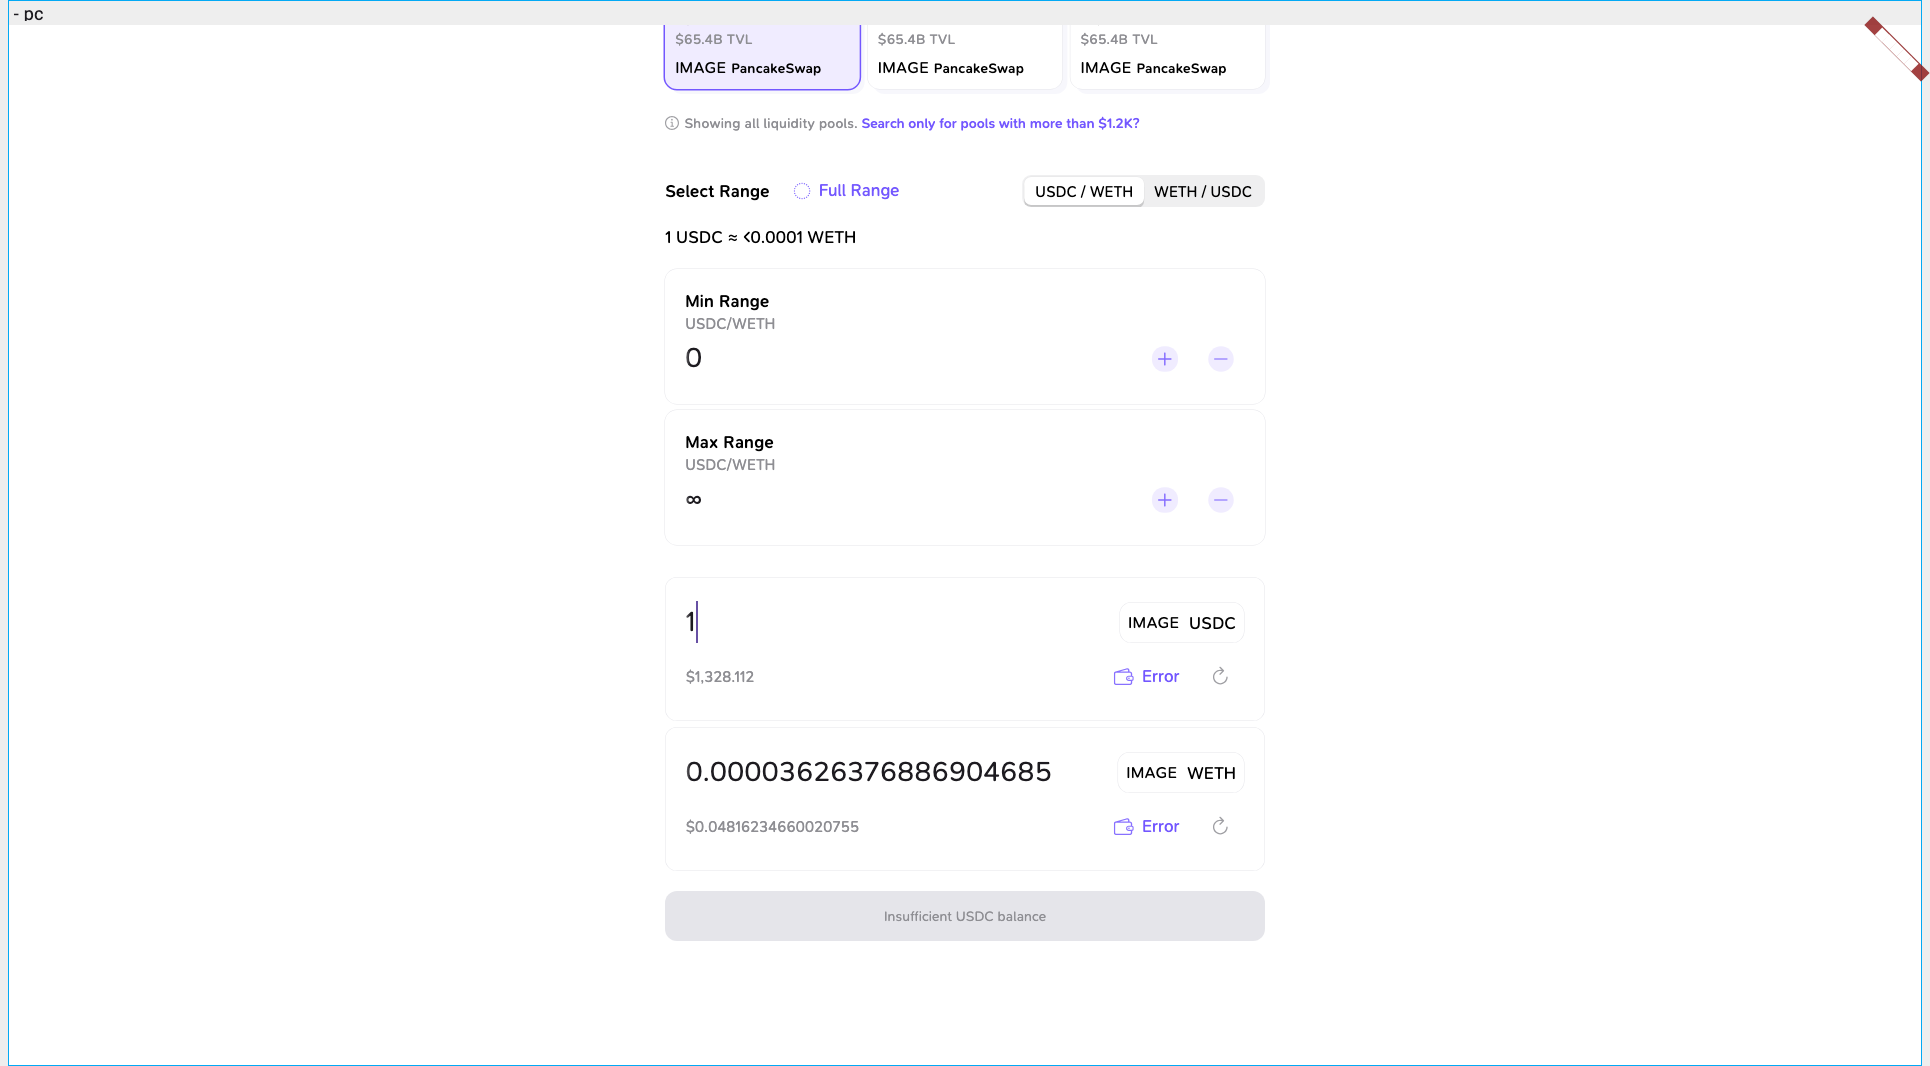 - pc
$65.4B TVL
IMAGE PancakeSwap
$65.4B TVL
IMAGE PancakeSwap
$65.4B TVL
IMAGE PancakeSwap
Showing all liquidity pools. Search only for pools with more than $1.2K?
Select Range
Full Range
USDC / WETH
WETH / USDC
1 USDC ≈ <0.0001 WETH
Min Range
USDC/WETH
0
Max Range
USDC/WETH
∞
1
IMAGE USDC
$1,328.112
Error
0.00003626376886904685
IMAGE WETH
$0.04816234660020755
Error
Insufficient USDC balance